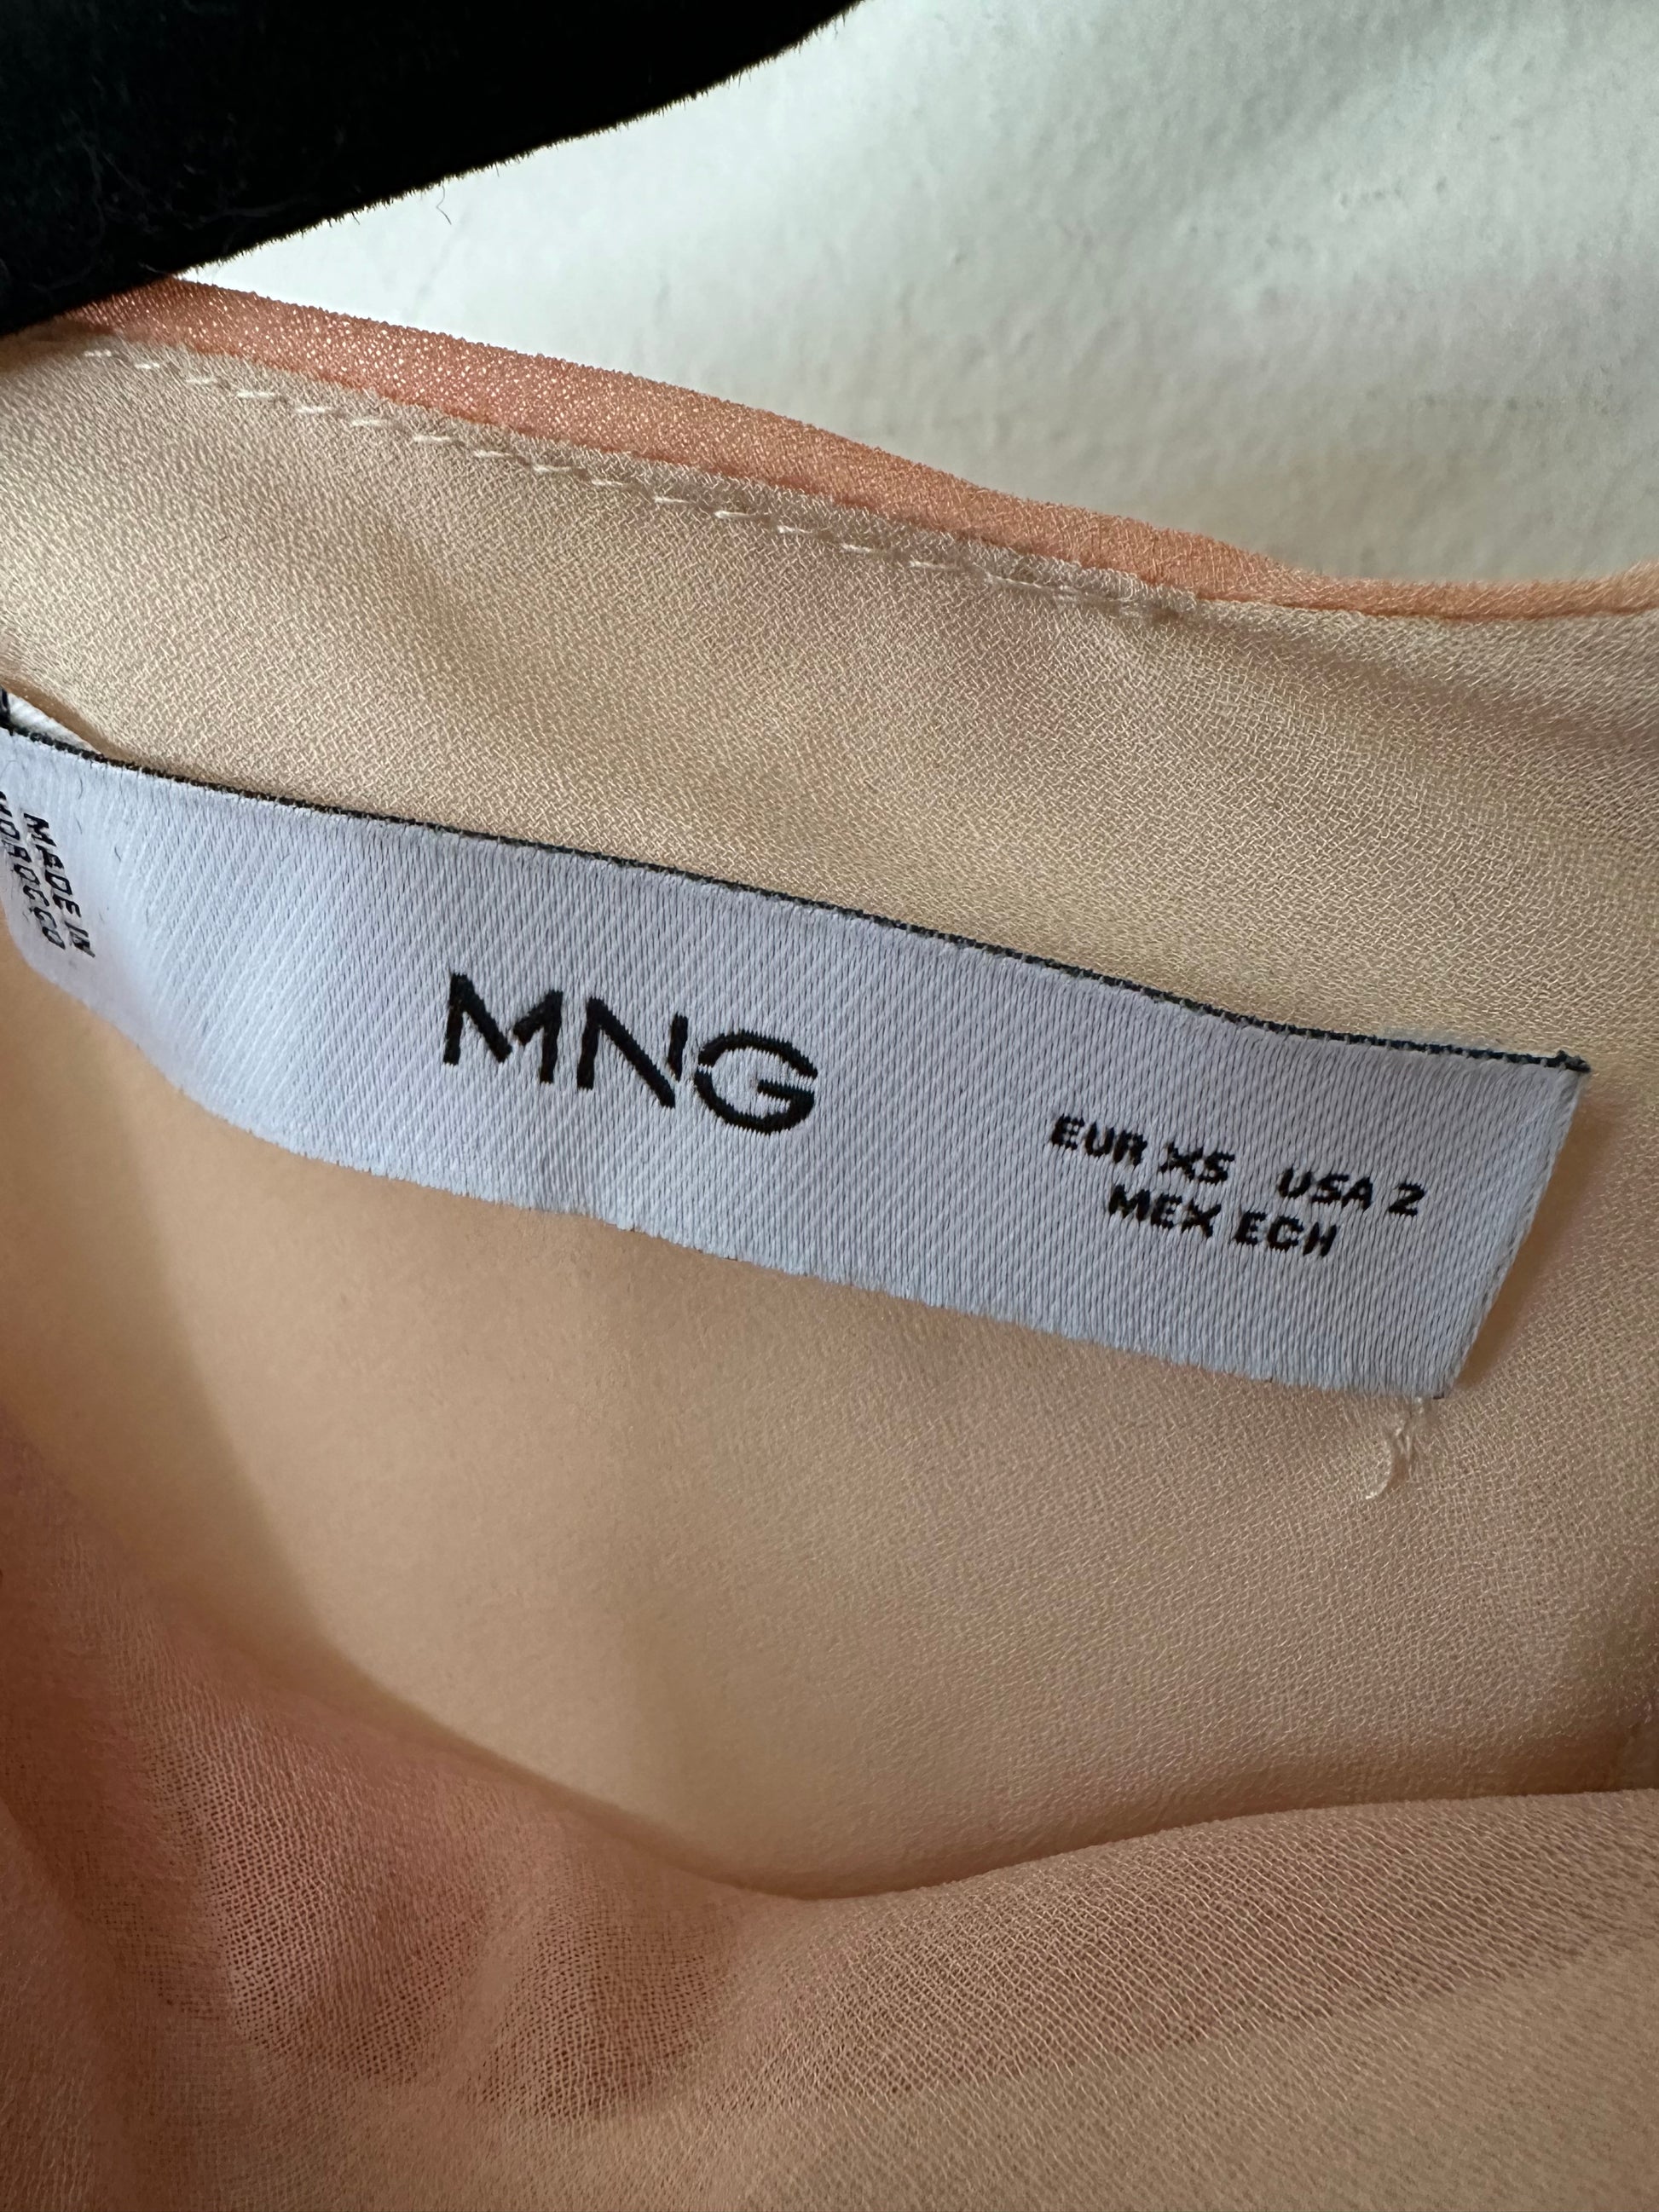 MADE IN
MOROCCO
MNG
EUR XS USA 2
MEX ECH